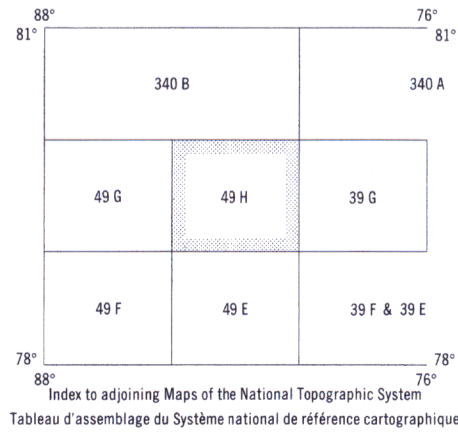 88° 76°
81° 81°
340 B 340 A
49 G 49 H 39 G
49 F 49 E 39 F & 39 E
78° 78°
88° 76°
Index to adjoining Maps of the National Topographic System
Tableau d'assemblage du Système national de référence cartographique